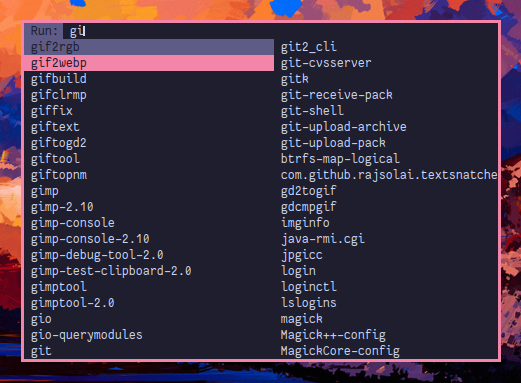 Run: gi
gif2rgb
gif2webp
gifbuild
gifclrmp
giffix
giftext
giftogd2
giftool
giftopnm
gimp
gimp-2.10
gimp-console
gimp-console-2.10
gimp-debug-tool-2.0
gimp-test-clipboard-2.0
gimptool
gimptool-2.0
gio
gio-querymodules
git
git2_cli
git-cvsserver
gitk
git-receive-pack
git-shell
git-upload-archive
git-upload-pack
btrfs-map-logical
com.github.rajsolai.textsnatche
gd2togif
gdcmpgif
imginfo
java-rmi.cgi
jpgicc
login
loginctl
lslogins
magick
Magick++-config
MagickCore-config